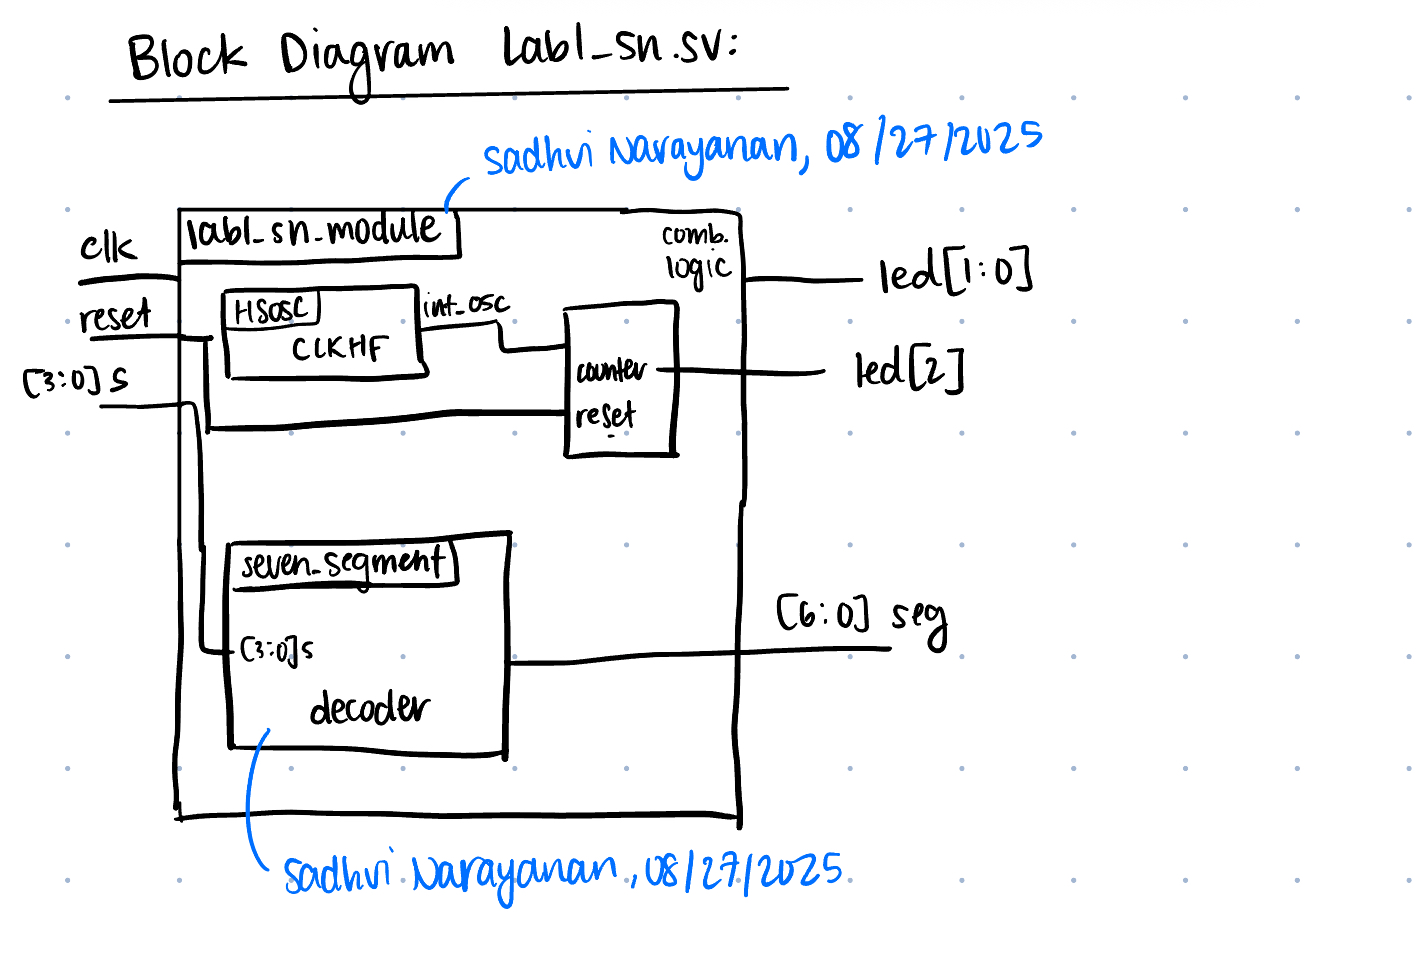 Block Diagram lab1_sn.sv:
Sadhvi Narayanan, 08/27/2025
clk
lab1_sn_module
comb.
logic
led[1:0]
reset
HSOSC
int_osc
CLKHF
[3:0] s
counter
led[2]
reset
seven_segment
[6:0] seg
[3:0]s
decoder
Sadhvi Narayanan, 08/27/2025